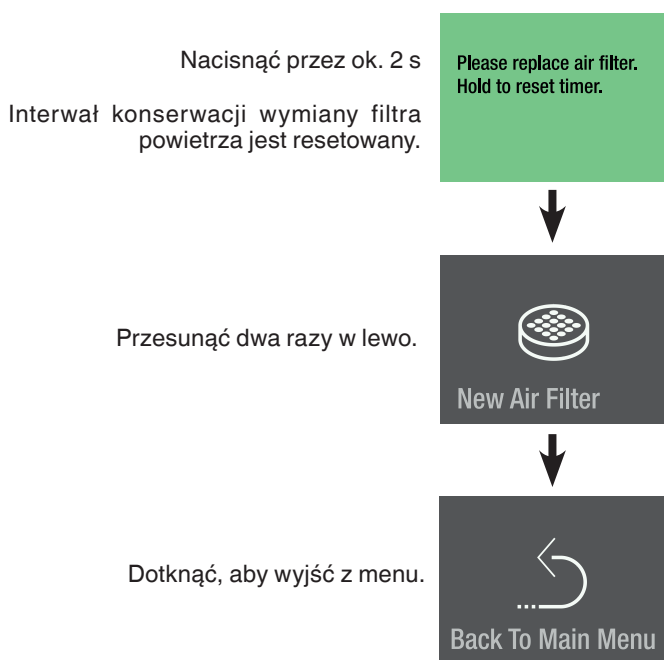 Nacisnąć przez ok. 2 s
Interwał konserwacji wymiany filtra
powietrza jest resetowany.
Please replace air filter.
Hold to reset timer.
Przesunąć dwa razy w lewo.
New Air Filter
Dotknąć, aby wyjść z menu.
Back To Main Menu